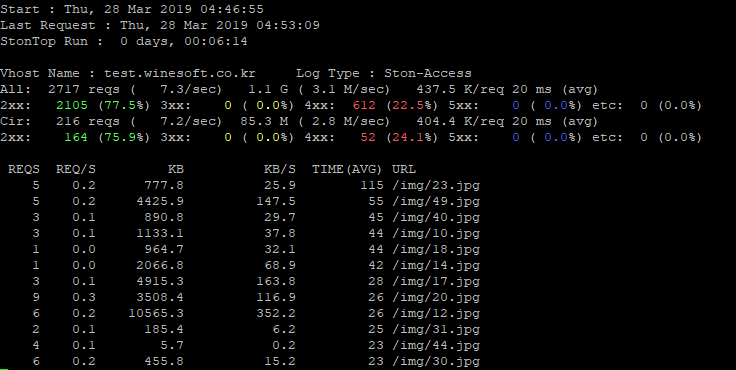 Start : Thu, 28 Mar 2019 04:46:55
Last Request : Thu, 28 Mar 2019 04:53:09
StonTop Run :  0 days, 00:06:14
Vhost Name : test.winesoft.co.kr     Log Type : Ston-Access
All:  2717 reqs (   7.3/sec)   1.1 G ( 3.1 M/sec)   437.5 K/req 20 ms (avg)
2xx:   2105 (77.5%) 3xx:    0 ( 0.0%) 4xx:  612 (22.5%) 5xx:    0 ( 0.0%) etc:  0 (0.0%)
Cir:   216 reqs (   7.2/sec)  85.3 M ( 2.8 M/sec)   404.4 K/req 20 ms (avg)
2xx:    164 (75.9%) 3xx:    0 ( 0.0%) 4xx:   52 (24.1%) 5xx:    0 ( 0.0%) etc:  0 (0.0%)
REQS  REQ/S         KB          KB/S  TIME(AVG) URL
5    0.2      777.8          25.9        115 /img/23.jpg
5    0.2     4425.9         147.5         55 /img/49.jpg
3    0.1      890.8          29.7         45 /img/40.jpg
3    0.1     1133.1          37.8         44 /img/10.jpg
1    0.0      964.7          32.1         44 /img/18.jpg
1    0.0     2066.8          68.9         42 /img/14.jpg
3    0.1     4915.3         163.8         28 /img/17.jpg
9    0.3     3508.4         116.9         26 /img/20.jpg
6    0.2    10565.3         352.2         26 /img/12.jpg
2    0.1      185.4           6.2         25 /img/31.jpg
4    0.1        5.7           0.2         23 /img/44.jpg
6    0.2      455.8          15.2         23 /img/30.jpg